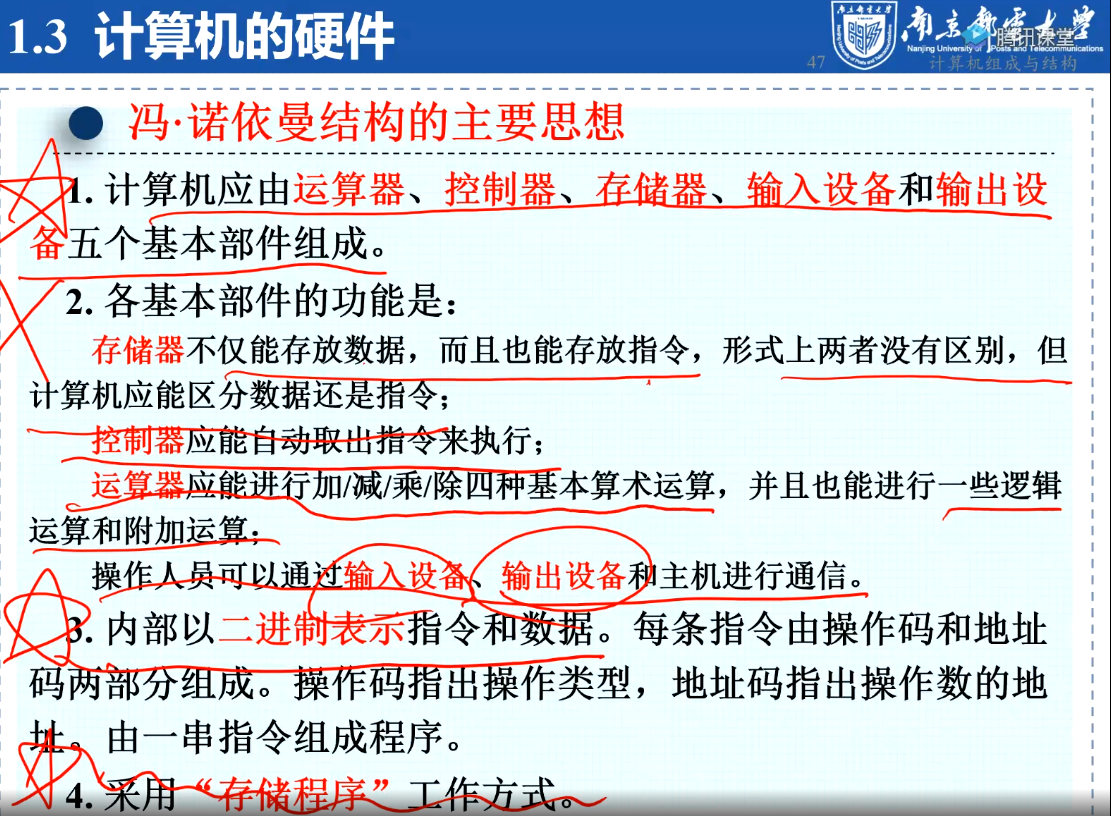 1.3 计算机的硬件
南京邮电大学
Nanjing University of Posts and Telecommunications
腾讯课堂
47
计算机组成与结构
冯·诺依曼结构的主要思想
1. 计算机应由运算器、控制器、存储器、输入设备和输出设
备五个基本部件组成。
2. 各基本部件的功能是：
存储器不仅能存放数据，而且也能存放指令，形式上两者没有区别，但
计算机应能区分数据还是指令；
控制器应能自动取出指令来执行；
运算器应能进行加/减/乘/除四种基本算术运算，并且也能进行一些逻辑
运算和附加运算；
操作人员可以通过输入设备、输出设备和主机进行通信。
3. 内部以二进制表示指令和数据。每条指令由操作码和地址
码两部分组成。操作码指出操作类型，地址码指出操作数的地
址。由一串指令组成程序。
4. 采用“存储程序”工作方式。